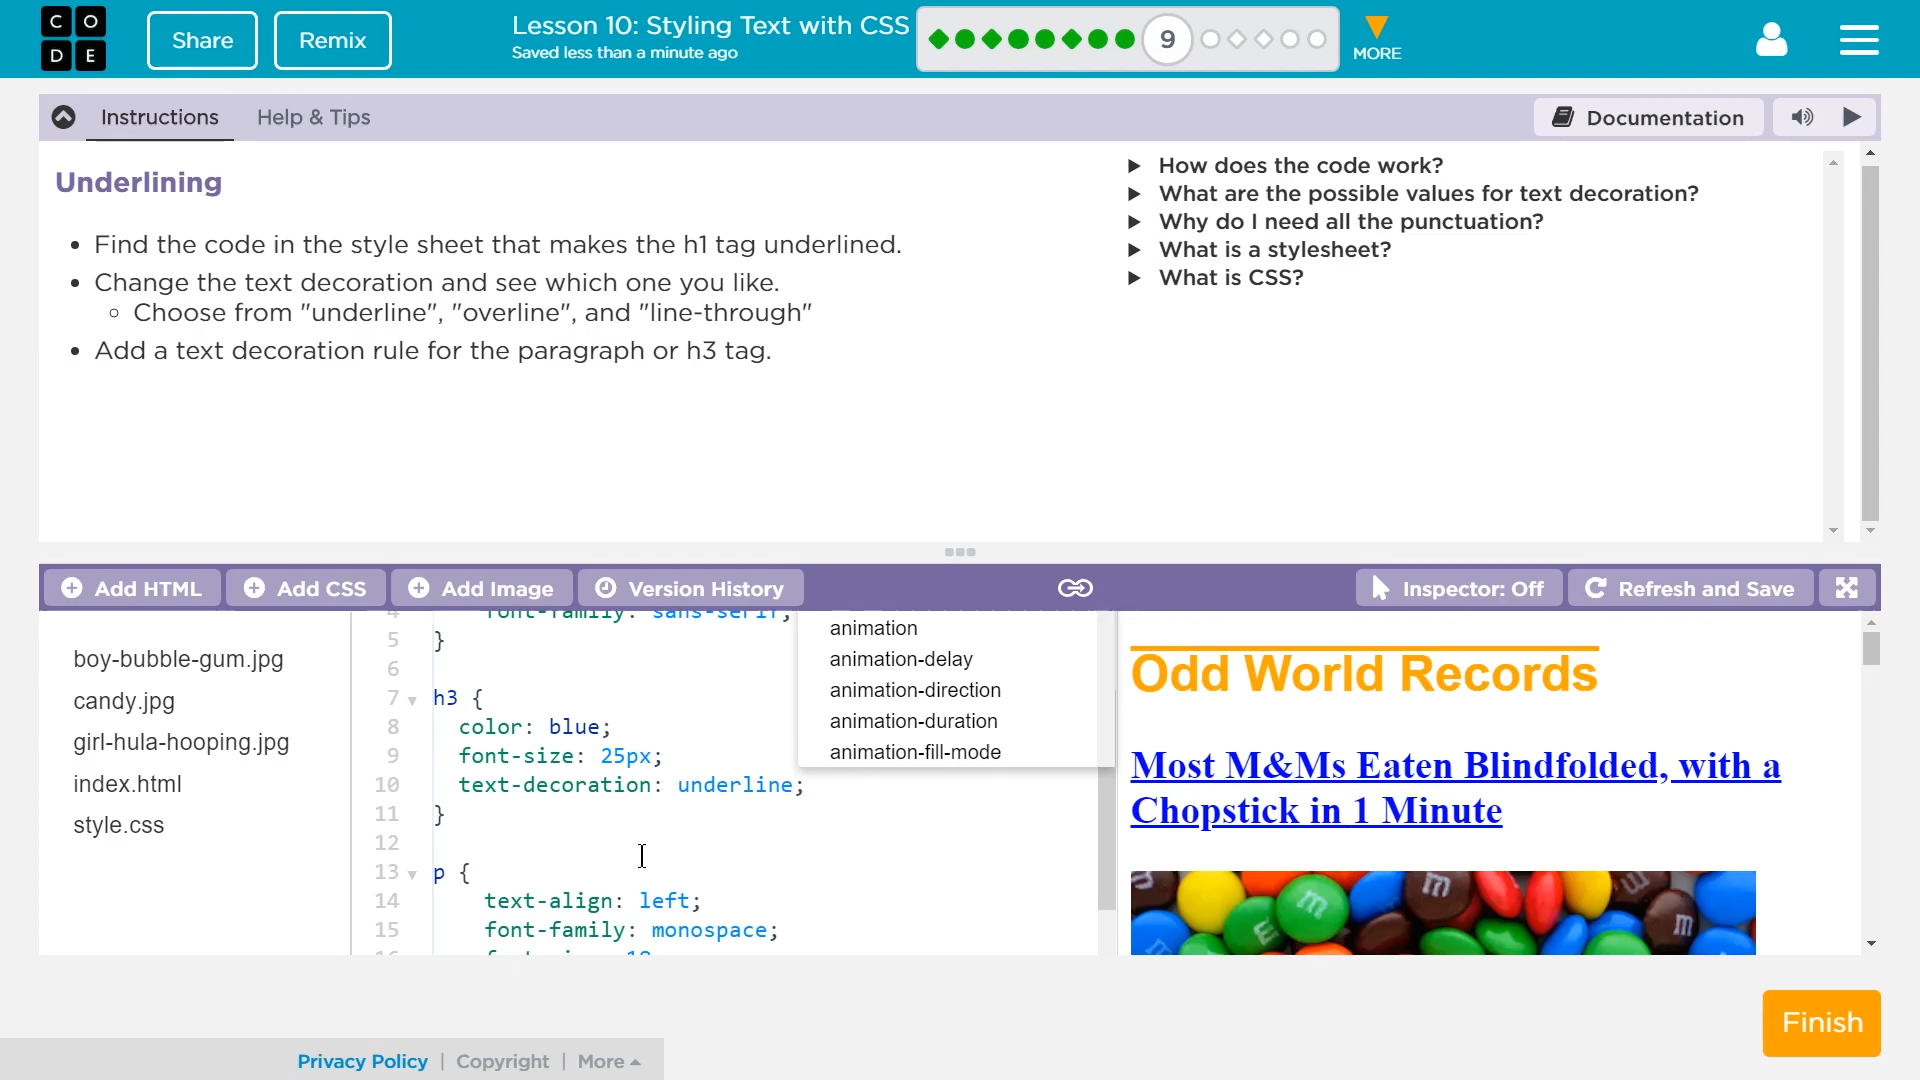 CODE
Share
Remix
Lesson 10: Styling Text with CSS
Saved less than a minute ago
9
MORE
Instructions
Help & Tips
Documentation
Underlining
Find the code in the style sheet that makes the h1 tag underlined.
Change the text decoration and see which one you like.
Choose from "underline", "overline", and "line-through"
Add a text decoration rule for the paragraph or h3 tag.
How does the code work?
What are the possible values for text decoration?
Why do I need all the punctuation?
What is a stylesheet?
What is CSS?
Add HTML
Add CSS
Add Image
Version History
Inspector: Off
Refresh and Save
boy-bubble-gum.jpg
candy.jpg
girl-hula-hooping.jpg
index.html
style.css
4 font-family: sans-serif;
5 }
6
7 h3 {
8 color: blue;
9 font-size: 25px;
10 text-decoration: underline;
11 }
12
13 p {
14 text-align: left;
15 font-family: monospace;
animation
animation-delay
animation-direction
animation-duration
animation-fill-mode
Odd World Records
Most M&Ms Eaten Blindfolded, with a
Chopstick in 1 Minute
m
m
m
Finish
Privacy Policy | Copyright | More